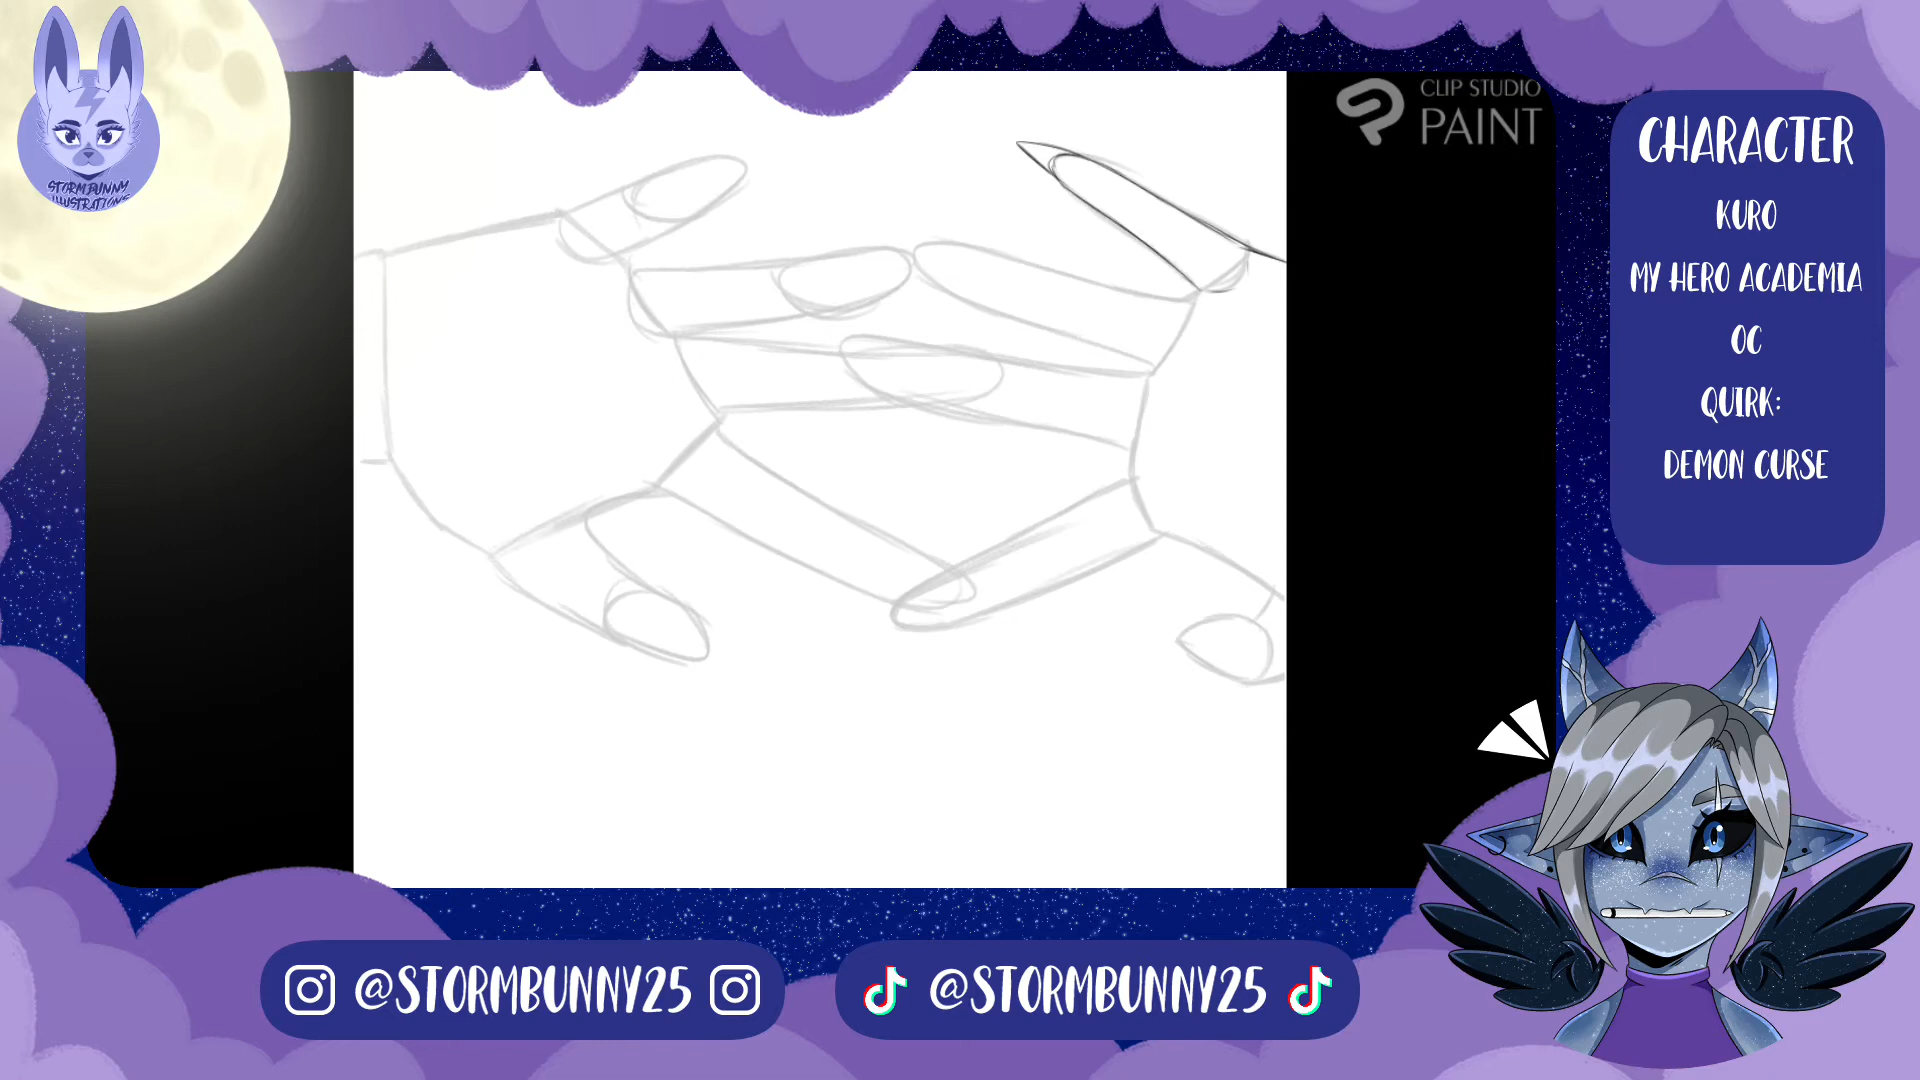 STORMBUNNY
ILLUSTRATIONS
CLIP STUDIO
PAINT
CHARACTER
KURO
MY HERO ACADEMIA
OC
QUIRK:
DEMON CURSE
@STORMBUNNY25
@STORMBUNNY25